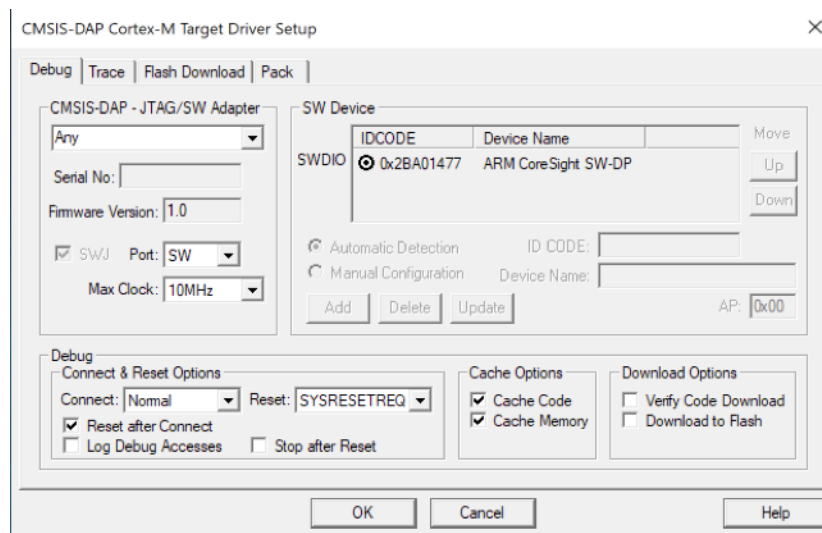 CMSIS-DAP Cortex-M Target Driver Setup
Debug Trace Flash Download Pack
CMSIS-DAP - JTAG/SW Adapter
Any
Serial No:
Firmware Version: 1.0
SWJ Port: SW
Max Clock: 10MHz
SW Device
IDCODE Device Name
SWDIO 0x2BA01477 ARM CoreSight SW-DP
Move
Up
Down
Automatic Detection ID CODE:
Manual Configuration Device Name:
Add Delete Update AP: 0x00
Debug
Connect & Reset Options
Connect: Normal Reset: SYSRESETREQ
Reset after Connect
Log Debug Accesses Stop after Reset
Cache Options
Cache Code
Cache Memory
Download Options
Verify Code Download
Download to Flash
OK Cancel Help